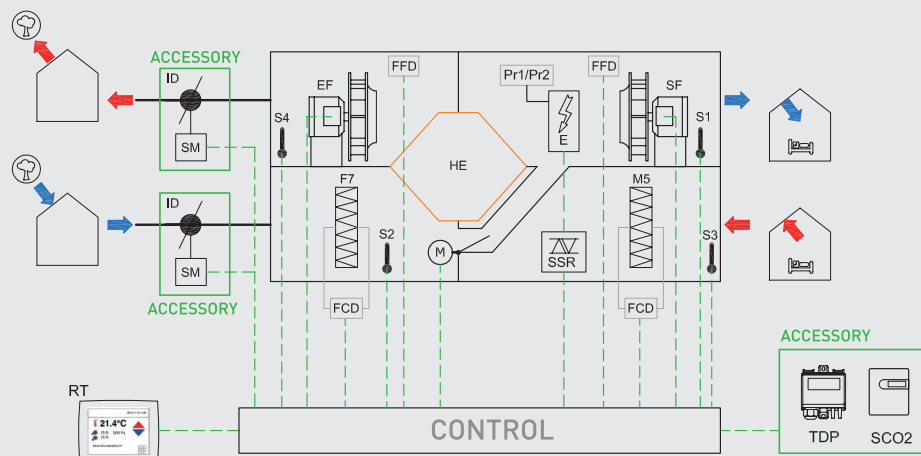 ACCESSORY
ID
SM
EF
FFD
Pr1/Pr2
FFD
SF
S4
E
S1
HE
ID
SM
ACCESSORY
F7
S2
M
SSR
M5
S3
FCD
FCD
ACCESSORY
RT
21.4°C
CONTROL
TDP
SCO2